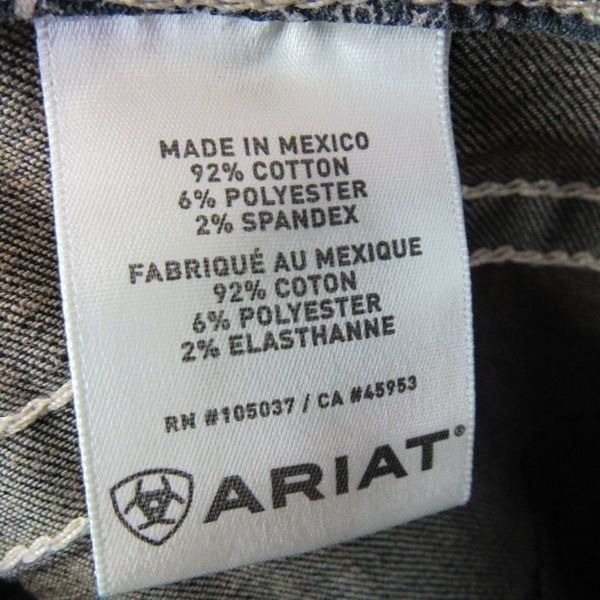 MADE IN MEXICO
92% COTTON
6% POLYESTER
2% SPANDEX
FABRIQUÉ AU MEXIQUE
92% COTON
6% POLYESTER
2% ELASTHANNE
RN #105037 / CA #45953
ARIAT®